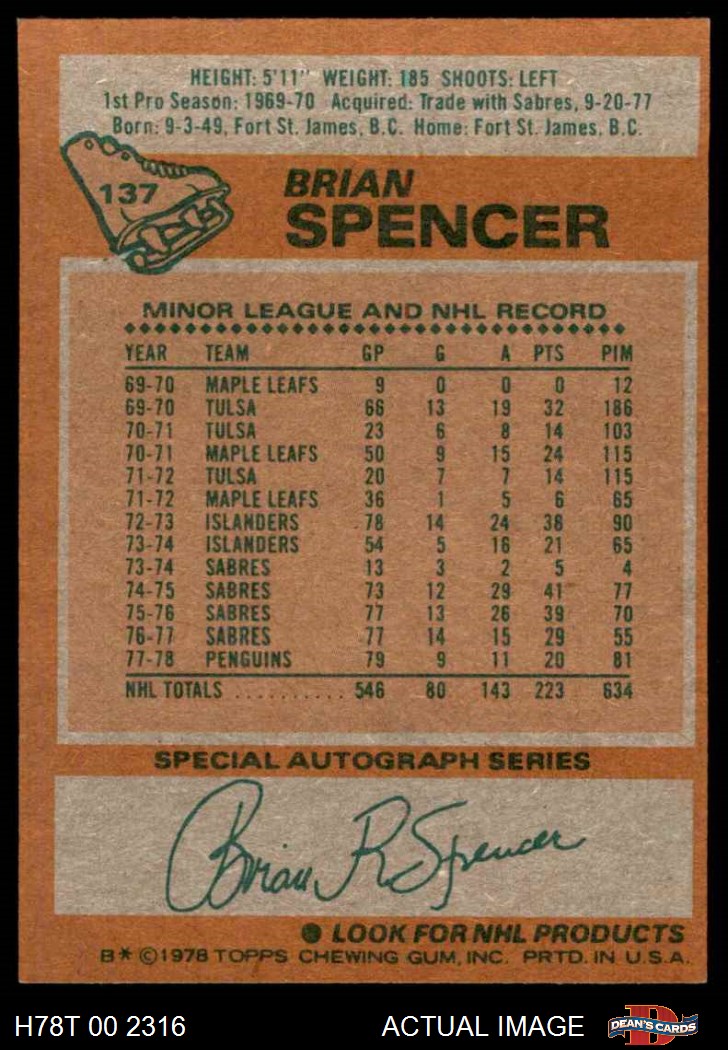 HEIGHT: 5'11" WEIGHT: 185 SHOOTS: LEFT
1st Pro Season: 1969-70 Acquired: Trade with Sabres, 9-20-77
Born: 9-3-49, Fort St. James, B.C. Home: Fort St. James, B.C.
137
BRIAN
SPENCER
MINOR LEAGUE AND NHL RECORD
YEAR TEAM GP G A PTS PIM
69-70 MAPLE LEAFS 9 0 0 0 12
69-70 TULSA 66 13 19 32 186
70-71 TULSA 23 6 8 14 103
70-71 MAPLE LEAFS 50 9 15 24 115
71-72 TULSA 20 7 7 14 115
71-72 MAPLE LEAFS 36 1 5 6 65
72-73 ISLANDERS 78 14 24 38 90
73-74 ISLANDERS 54 5 16 21 65
73-74 SABRES 13 3 2 5 4
74-75 SABRES 73 12 29 41 77
75-76 SABRES 77 13 26 39 70
76-77 SABRES 77 14 15 29 55
77-78 PENGUINS 79 9 11 20 81
NHL TOTALS .......... 546 80 143 223 634
SPECIAL AUTOGRAPH SERIES
Brian R Spencer
LOOK FOR NHL PRODUCTS
B* ©1978 TOPPS CHEWING GUM, INC. PRTD. IN U.S.A.
H78T 00 2316 ACTUAL IMAGE DEAN'S CARDS